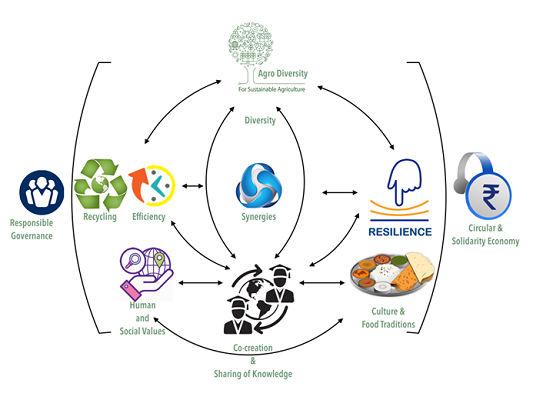 Agro Diversity
For Sustainable Agriculture
Diversity
Recycling
Efficiency
Synergies
RESILIENCE
₹
Responsible
Governance
Circular &
Solidarity Economy
Human
and
Social Values
Culture &
Food Traditions
Co-creation
&
Sharing of Knowledge